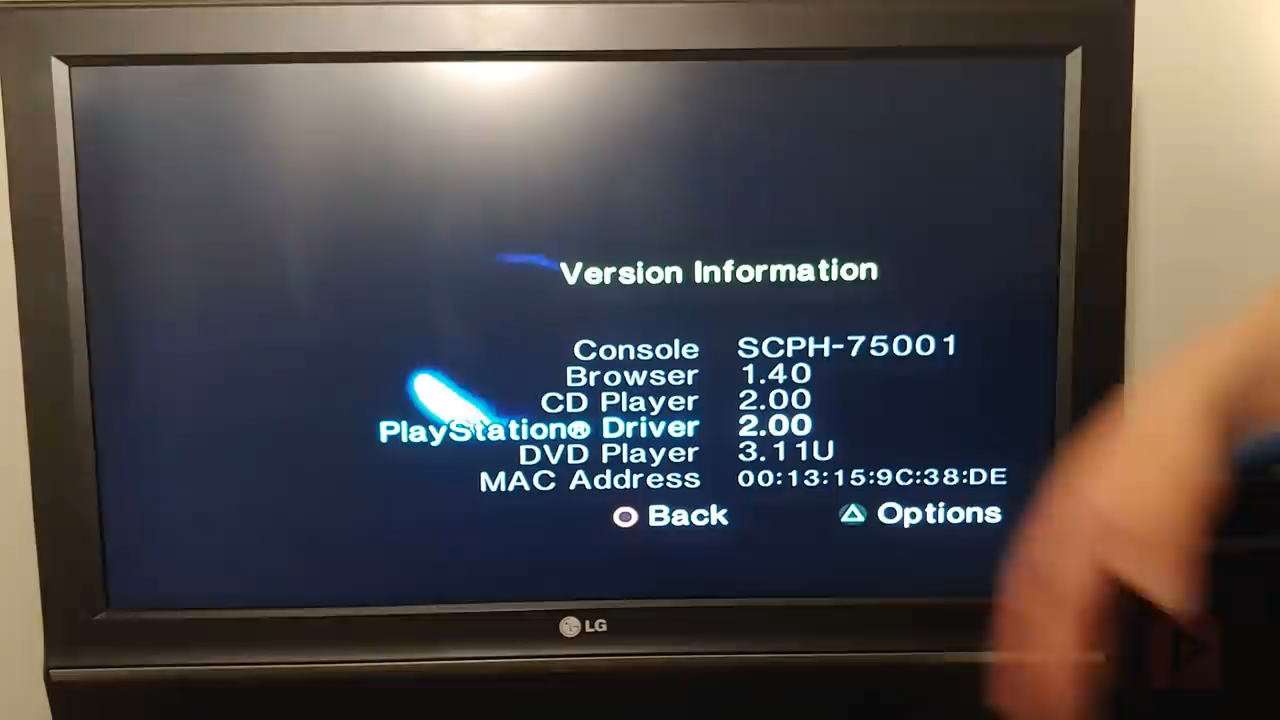 Version Information
Console SCPH-75001
Browser 1.40
CD Player 2.00
PlayStation® Driver 2.00
DVD Player 3.11U
MAC Address 00:13:15:9C:38:DE
Back Options
LG